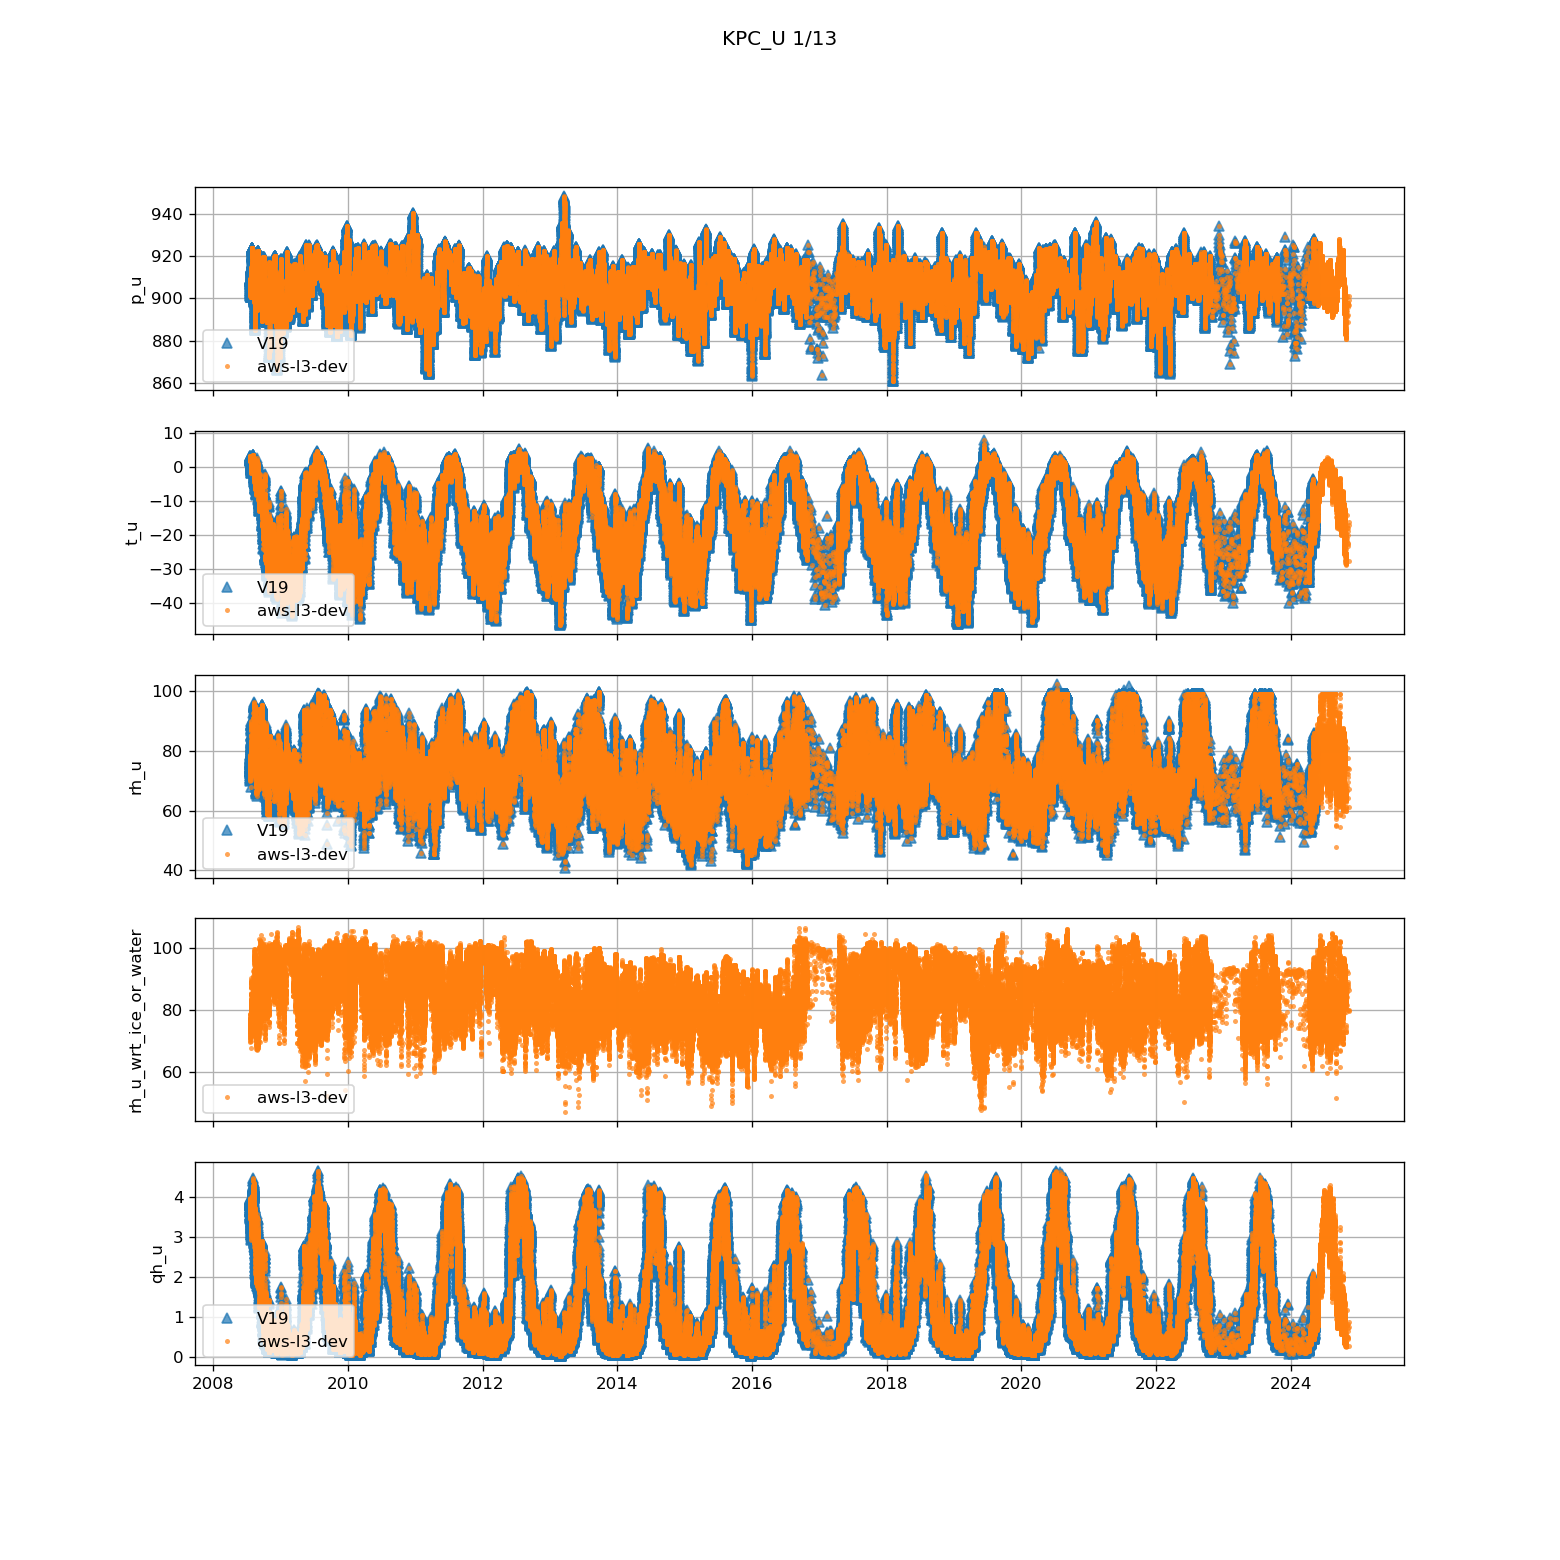 KPC_U 1/13
940
920
900
880
860
p_u
V19
aws-l3-dev
10
0
−10
−20
−30
−40
t_u
V19
aws-l3-dev
100
80
60
40
rh_u
V19
aws-l3-dev
100
80
60
rh_u_wrt_ice_or_water
aws-l3-dev
4
3
2
1
0
qh_u
V19
aws-l3-dev
2008 2010 2012 2014 2016 2018 2020 2022 2024